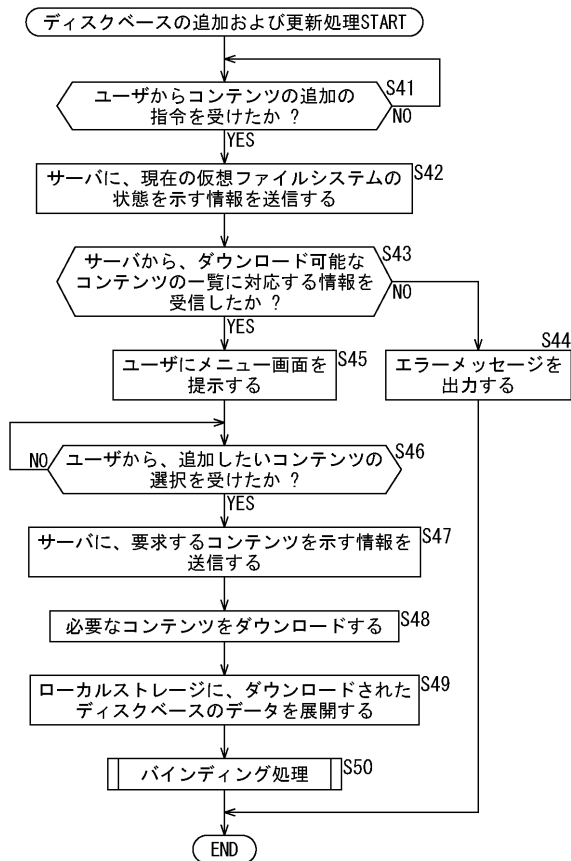 ディスクベースの追加および更新処理START
ユーザからコンテンツの追加の
指令を受けたか ?
S41
NO
YES
サーバに、現在の仮想ファイルシステムの
状態を示す情報を送信する
S42
サーバから、ダウンロード可能な
コンテンツの一覧に対応する情報を
受信したか ?
S43
NO
YES
エラーメッセージを
出力する
S44
ユーザにメニュー画面を
提示する
S45
ユーザから、追加したいコンテンツの
選択を受けたか ?
S46
NO
YES
サーバに、要求するコンテンツを示す情報を
送信する
S47
必要なコンテンツをダウンロードする
S48
ローカルストレージに、ダウンロードされた
ディスクベースのデータを展開する
S49
バインディング処理
S50
END